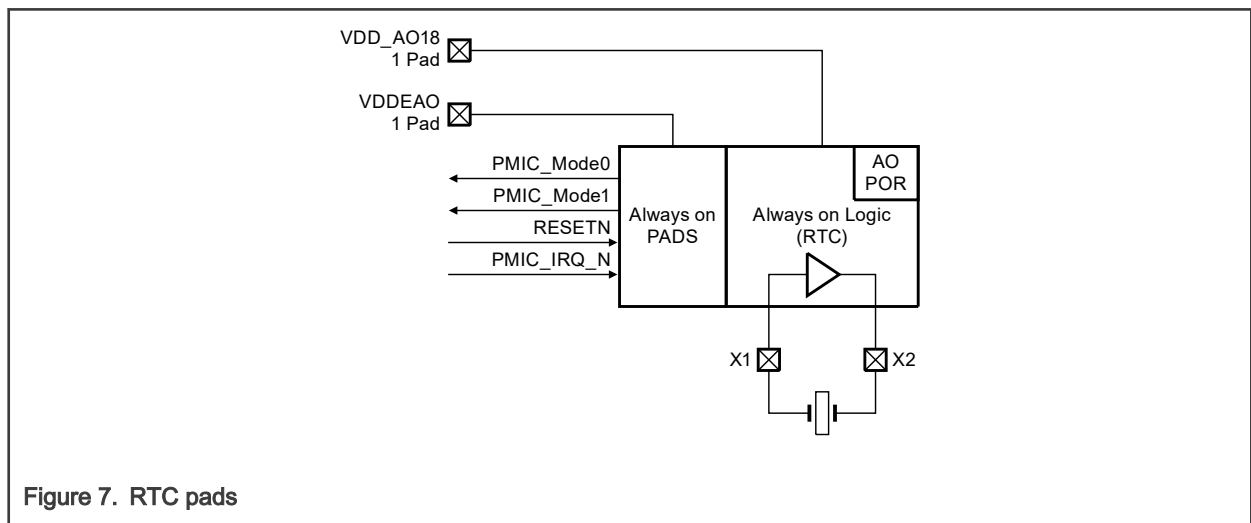 VDD_AO18
1 Pad
VDDEAO
1 Pad
PMIC_Mode0
PMIC_Mode1
RESETN
PMIC_IRQ_N
Always on
PADS
AO
POR
Always on Logic
(RTC)
X1
X2
Figure 7. RTC pads